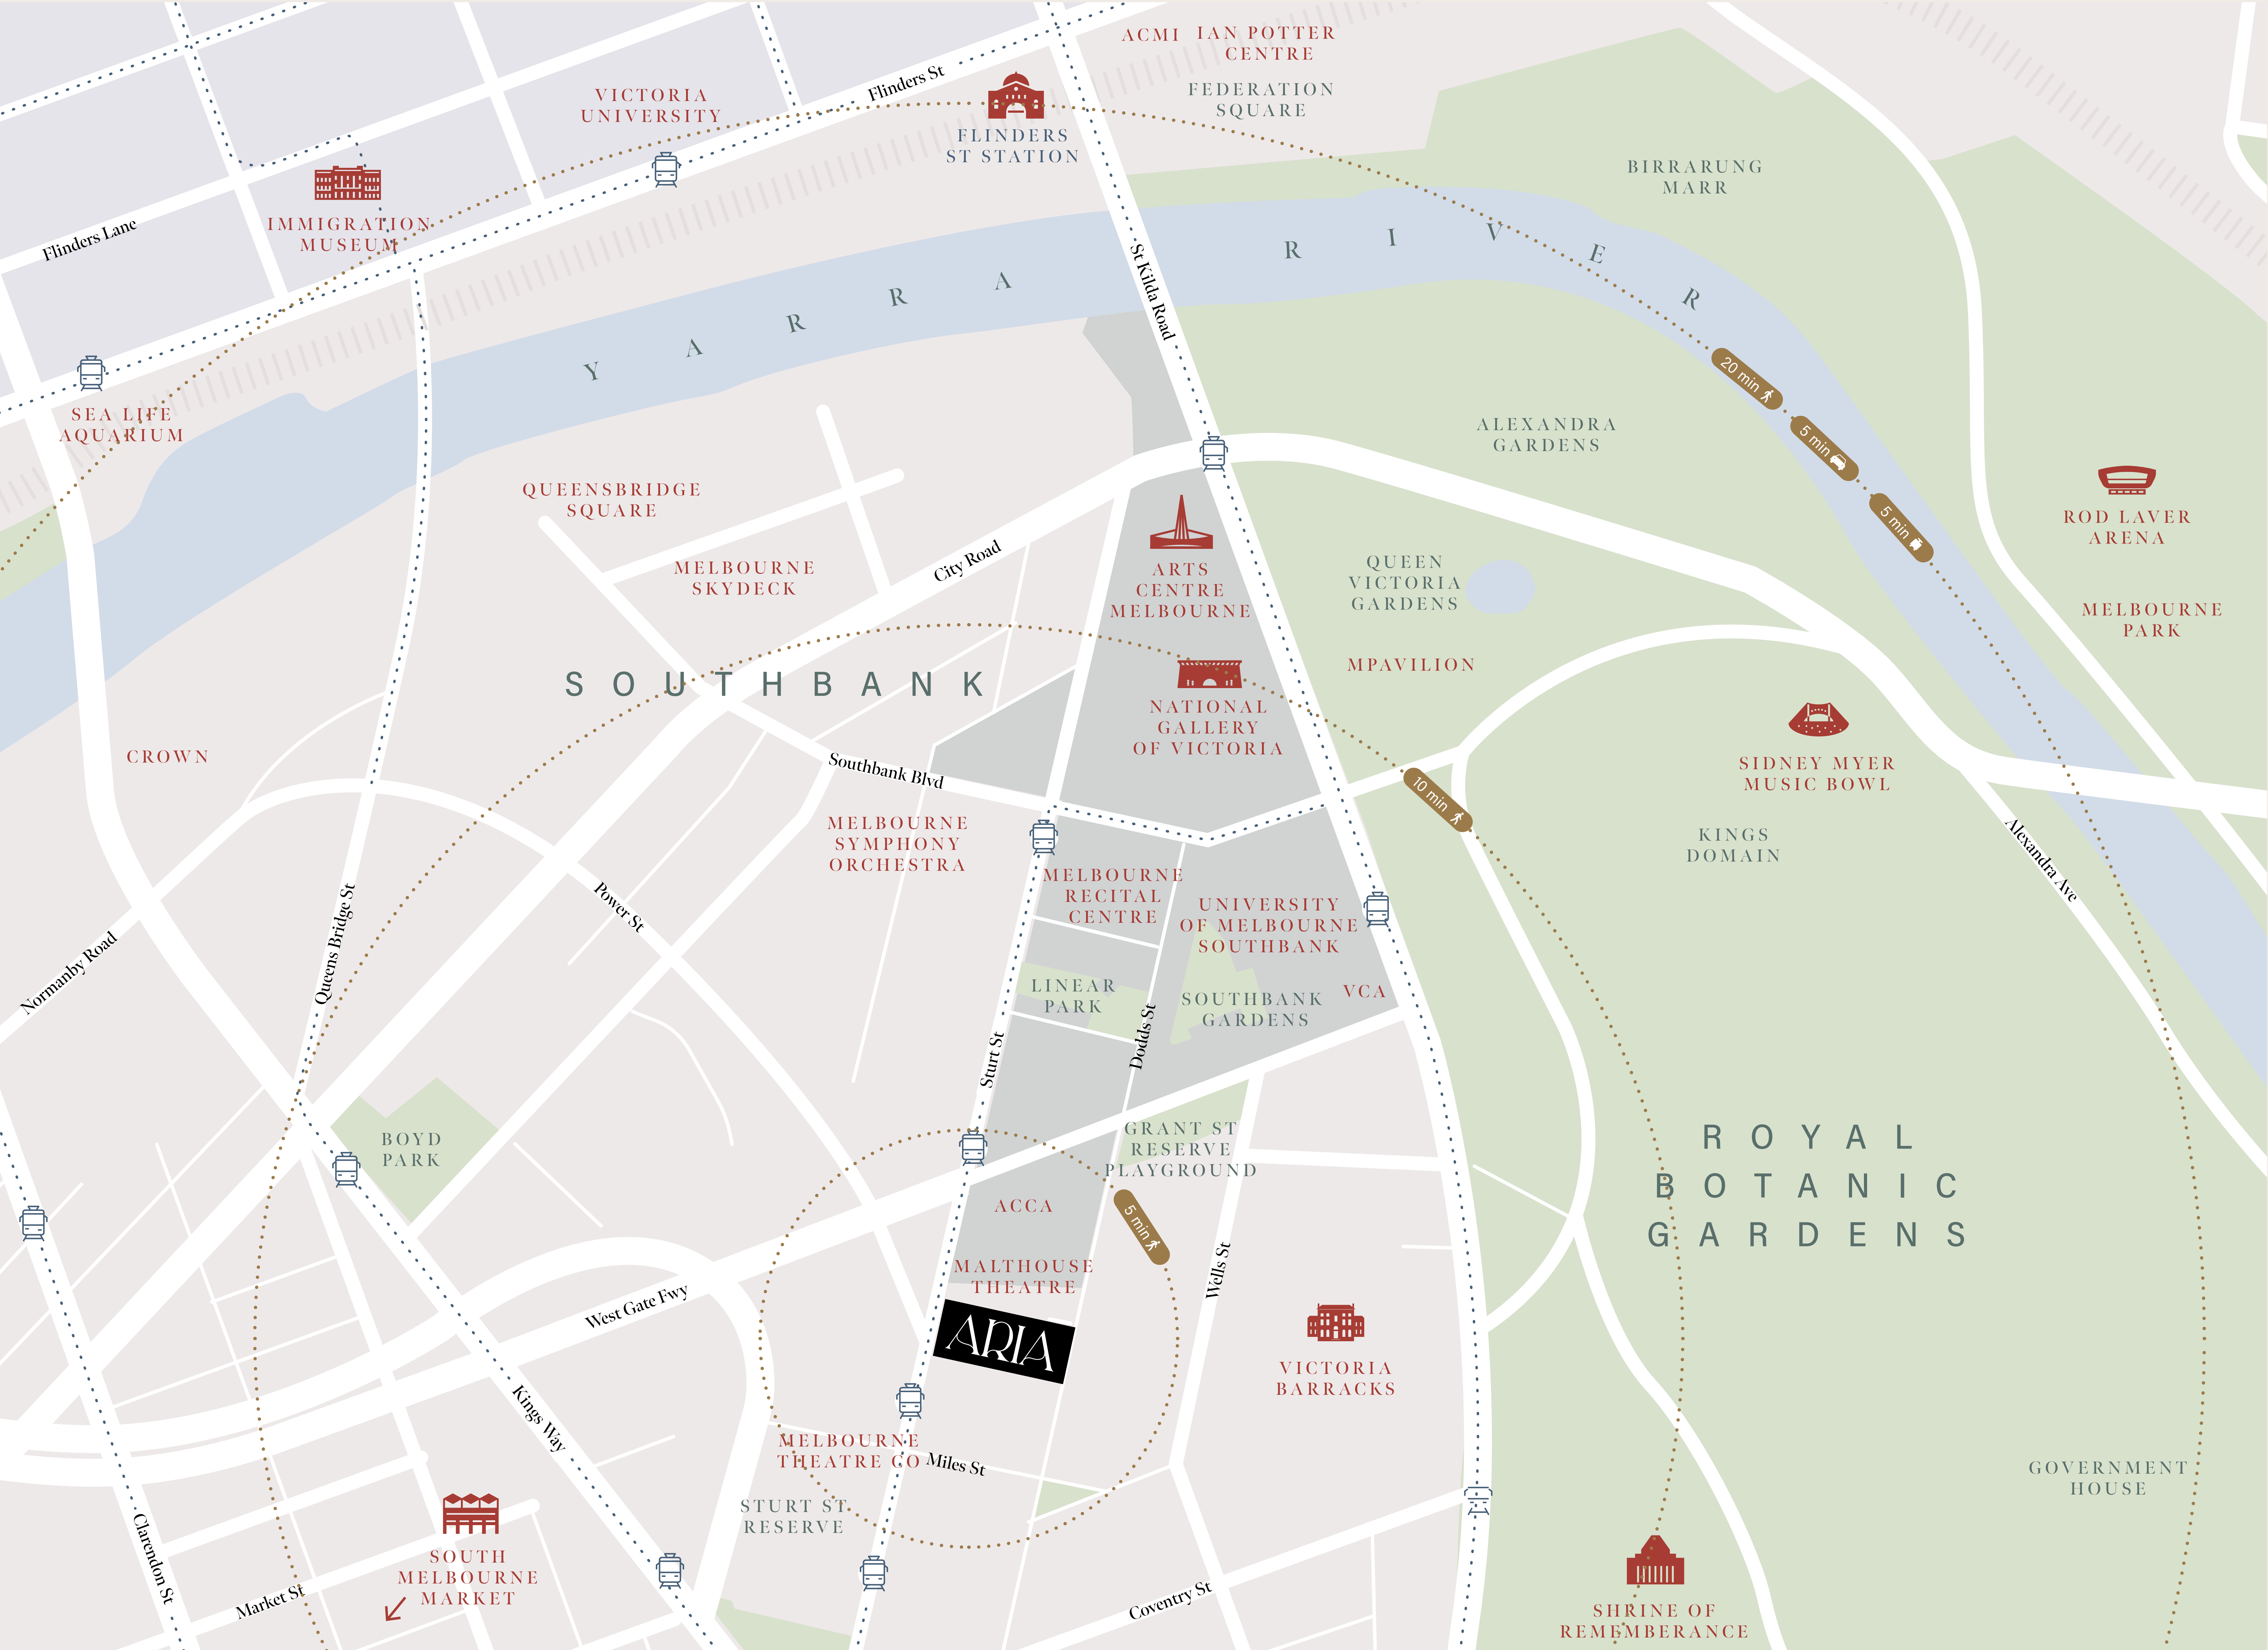 ACMI
IAN POTTER
CENTRE
FEDERATION
SQUARE
Flinders St
VICTORIA
UNIVERSITY
FLINDERS
ST STATION
BIRRARUNG
MARR
IMMIGRATION
MUSEUM
Flinders Lane
St Kilda Road
YARRA RIVER
20 min
5 min
5 min
SEA LIFE
AQUARIUM
ALEXANDRA
GARDENS
QUEENSBRIDGE
SQUARE
MELBOURNE
SKYDECK
City Road
ARTS
CENTRE
MELBOURNE
QUEEN
VICTORIA
GARDENS
ROD LAVER
ARENA
MELBOURNE
PARK
MPAVILION
SOUTHBANK
NATIONAL
GALLERY
OF VICTORIA
CROWN
Southbank Blvd
10 min
SIDNEY MYER
MUSIC BOWL
KINGS
DOMAIN
Alexandra Ave
MELBOURNE
SYMPHONY
ORCHESTRA
MELBOURNE
RECITAL
CENTRE
UNIVERSITY
OF MELBOURNE
SOUTHBANK
Power St
Queens Bridge St
Normanby Road
LINEAR
PARK
SOUTHBANK
GARDENS
VCA
Sturt St
Dodds St
BOYD
PARK
GRANT ST
RESERVE
PLAYGROUND
ROYAL
BOTANIC
GARDENS
ACCA
5 min
MALTHOUSE
THEATRE
Wells St
West Gate Fwy
ARIA
VICTORIA
BARRACKS
Kings Way
MELBOURNE
THEATRE CO
Miles St
STURT ST
RESERVE
GOVERNMENT
HOUSE
Clarendon St
SOUTH
MELBOURNE
MARKET
Market St
Coventry St
SHRINE OF
REMEMBERANCE